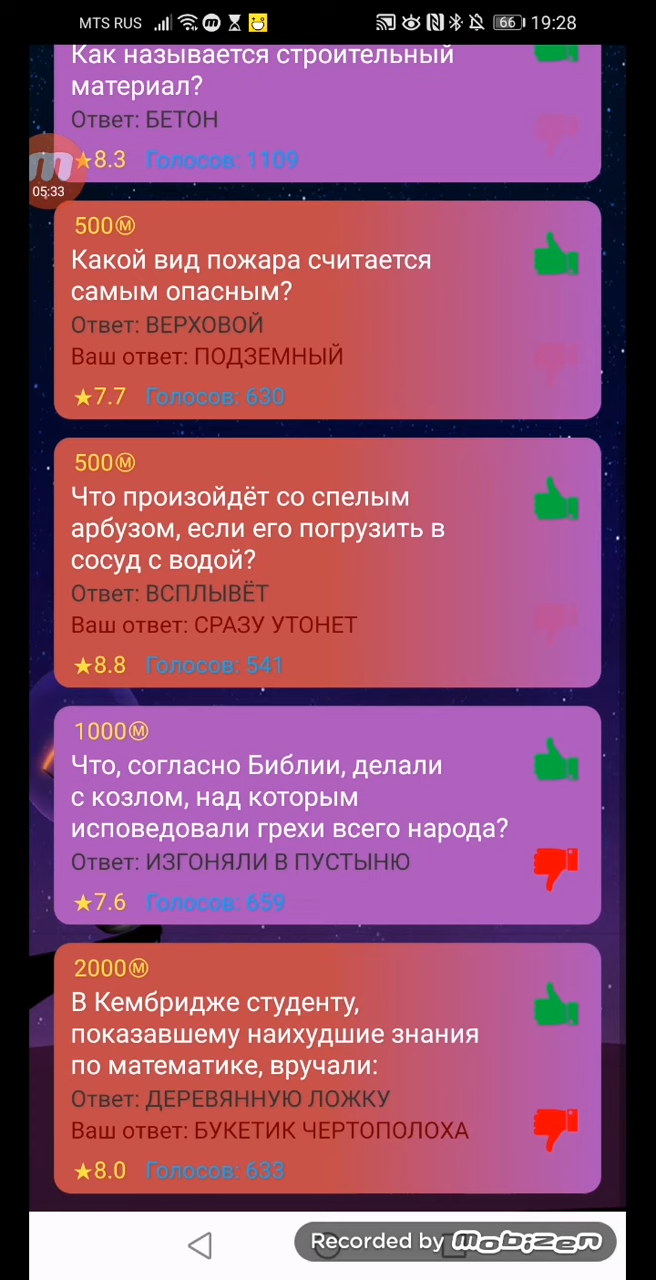 MTS RUS 66 19:28
Как называется строительный
материал?
Ответ: БЕТОН
★8.3 Голосов: 1109
05:33
500Ⓜ
Какой вид пожара считается
самым опасным?
Ответ: ВЕРХОВОЙ
Ваш ответ: ПОДЗЕМНЫЙ
★7.7 Голосов: 630
500Ⓜ
Что произойдёт со спелым
арбузом, если его погрузить в
сосуд с водой?
Ответ: ВСПЛЫВЁТ
Ваш ответ: СРАЗУ УТОНЕТ
★8.8 Голосов: 541
1000Ⓜ
Что, согласно Библии, делали
с козлом, над которым
исповедовали грехи всего народа?
Ответ: ИЗГОНЯЛИ В ПУСТЫНЮ
★7.6 Голосов: 659
2000Ⓜ
В Кембридже студенту,
показавшему наихудшие знания
по математике, вручали:
Ответ: ДЕРЕВЯННУЮ ЛОЖКУ
Ваш ответ: БУКЕТИК ЧЕРТОПОЛОХА
★8.0 Голосов: 633
Recorded by mobizen